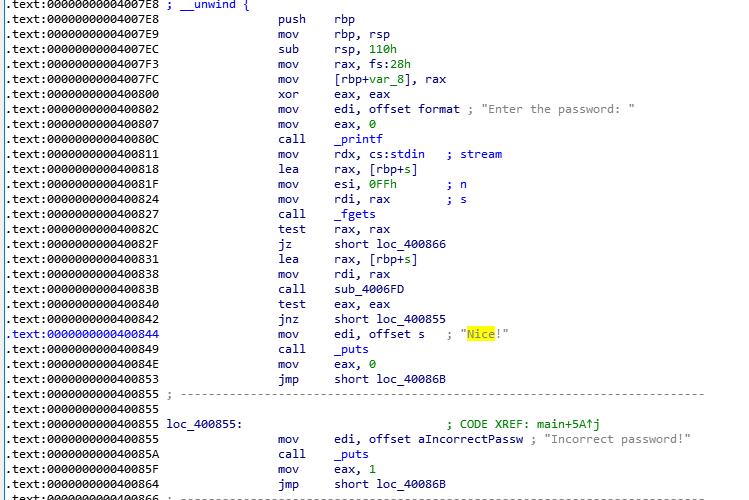 .text:00000000004007E8 ; __unwind {
.text:00000000004007E8 push rbp
.text:00000000004007E9 mov rbp, rsp
.text:00000000004007EC sub rsp, 110h
.text:00000000004007F3 mov rax, fs:28h
.text:00000000004007FC mov [rbp+var_8], rax
.text:0000000000400800 xor eax, eax
.text:0000000000400802 mov edi, offset format ; "Enter the password: "
.text:0000000000400807 mov eax, 0
.text:000000000040080C call _printf
.text:0000000000400811 mov rdx, cs:stdin ; stream
.text:0000000000400818 lea rax, [rbp+s]
.text:000000000040081F mov esi, 0FFh ; n
.text:0000000000400824 mov rdi, rax ; s
.text:0000000000400827 call _fgets
.text:000000000040082C test rax, rax
.text:000000000040082F jz short loc_400866
.text:0000000000400831 lea rax, [rbp+s]
.text:0000000000400838 mov rdi, rax
.text:000000000040083B call sub_4006FD
.text:0000000000400840 test eax, eax
.text:0000000000400842 jnz short loc_400855
.text:0000000000400844 mov edi, offset s ; "Nice!"
.text:0000000000400849 call _puts
.text:000000000040084E mov eax, 0
.text:0000000000400853 jmp short loc_40086B
.text:0000000000400855 ; ---------------------------------------------------------------------------
.text:0000000000400855
.text:0000000000400855 loc_400855: ; CODE XREF: main+5A↑j
.text:0000000000400855 mov edi, offset aIncorrectPassw ; "Incorrect password!"
.text:000000000040085A call _puts
.text:000000000040085F mov eax, 1
.text:0000000000400864 jmp short loc_40086B
.text:0000000000400866 ; ---------------------------------------------------------------------------